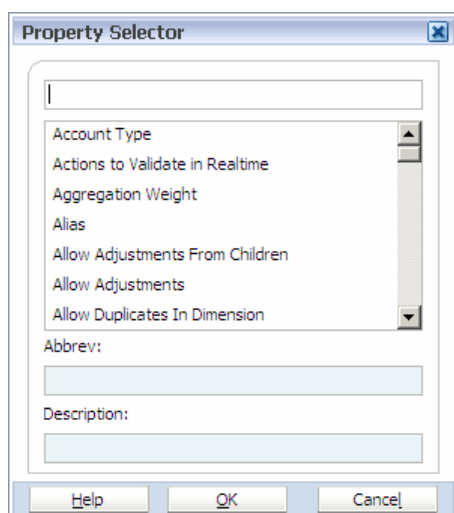 Property Selector
Account Type
Actions to Validate in Realtime
Aggregation Weight
Alias
Allow Adjustments From Children
Allow Adjustments
Allow Duplicates In Dimension
Abbrev:
Description:
Help OK Cancel